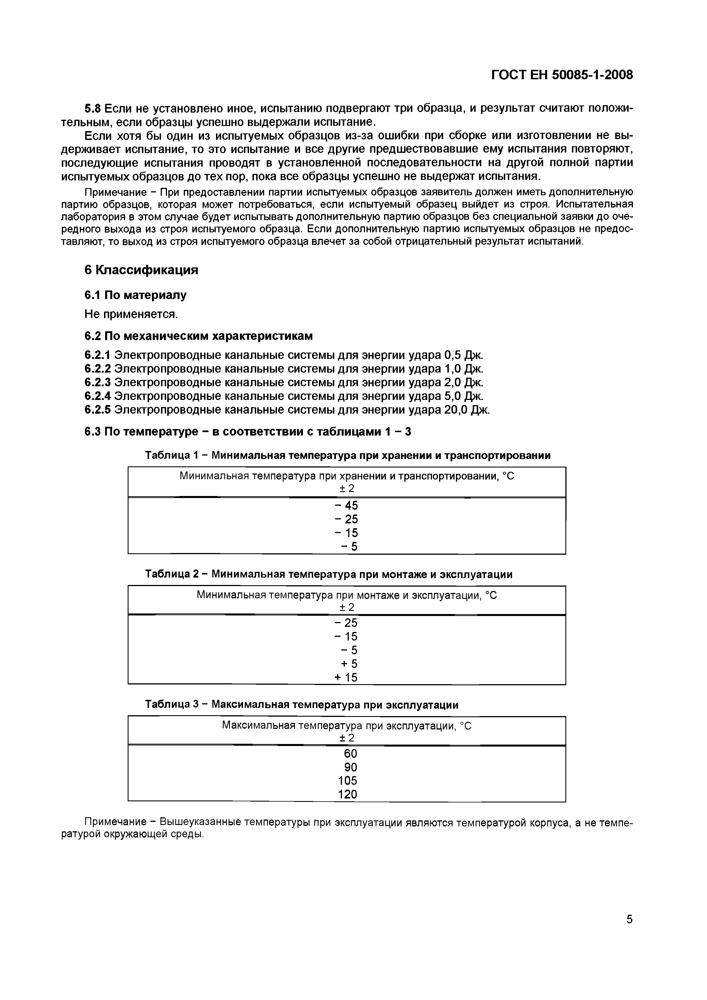 ГОСТ ЕН 50085-1-2008
5.8 Если не установлено иное, испытанию подвергают три образца, и результат считают положи-
тельным, если образцы успешно выдержали испытание.
Если хотя бы один из испытуемых образцов из-за ошибки при сборке или изготовлении не вы-
держивает испытание, то это испытание и все другие предшествовавшие ему испытания повторяют,
последующие испытания проводят в установленной последовательности на другой полной партии
испытуемых образцов до тех пор, пока все образцы успешно не выдержат испытания.
Примечание – При предоставлении партии испытуемых образцов заявитель должен иметь дополнительную
партию образцов, которая может потребоваться, если испытуемый образец выйдет из строя. Испытательная
лаборатория в этом случае будет испытывать дополнительную партию образцов без специальной заявки до оче-
редного выхода из строя испытуемого образца. Если дополнительную партию испытуемых образцов не предос-
тавляют, то выход из строя испытуемого образца влечет за собой отрицательный результат испытаний.
6 Классификация
6.1 По материалу
Не применяется.
6.2 По механическим характеристикам
6.2.1 Электропроводные канальные системы для энергии удара 0,5 Дж.
6.2.2 Электропроводные канальные системы для энергии удара 1,0 Дж.
6.2.3 Электропроводные канальные системы для энергии удара 2,0 Дж.
6.2.4 Электропроводные канальные системы для энергии удара 5,0 Дж.
6.2.5 Электропроводные канальные системы для энергии удара 20,0 Дж.
6.3 По температуре – в соответствии с таблицами 1 – 3
Таблица 1 – Минимальная температура при хранении и транспортировании
Минимальная температура при хранении и транспортировании, °С
± 2
– 45
– 25
– 15
– 5
Таблица 2 – Минимальная температура при монтаже и эксплуатации
Минимальная температура при монтаже и эксплуатации, °С
± 2
– 25
– 15
– 5
+ 5
+ 15
Таблица 3 – Максимальная температура при эксплуатации
Максимальная температура при эксплуатации, °С
± 2
60
90
105
120
Примечание – Вышеуказанные температуры при эксплуатации являются температурой корпуса, а не темпе-
ратурой окружающей среды.
5